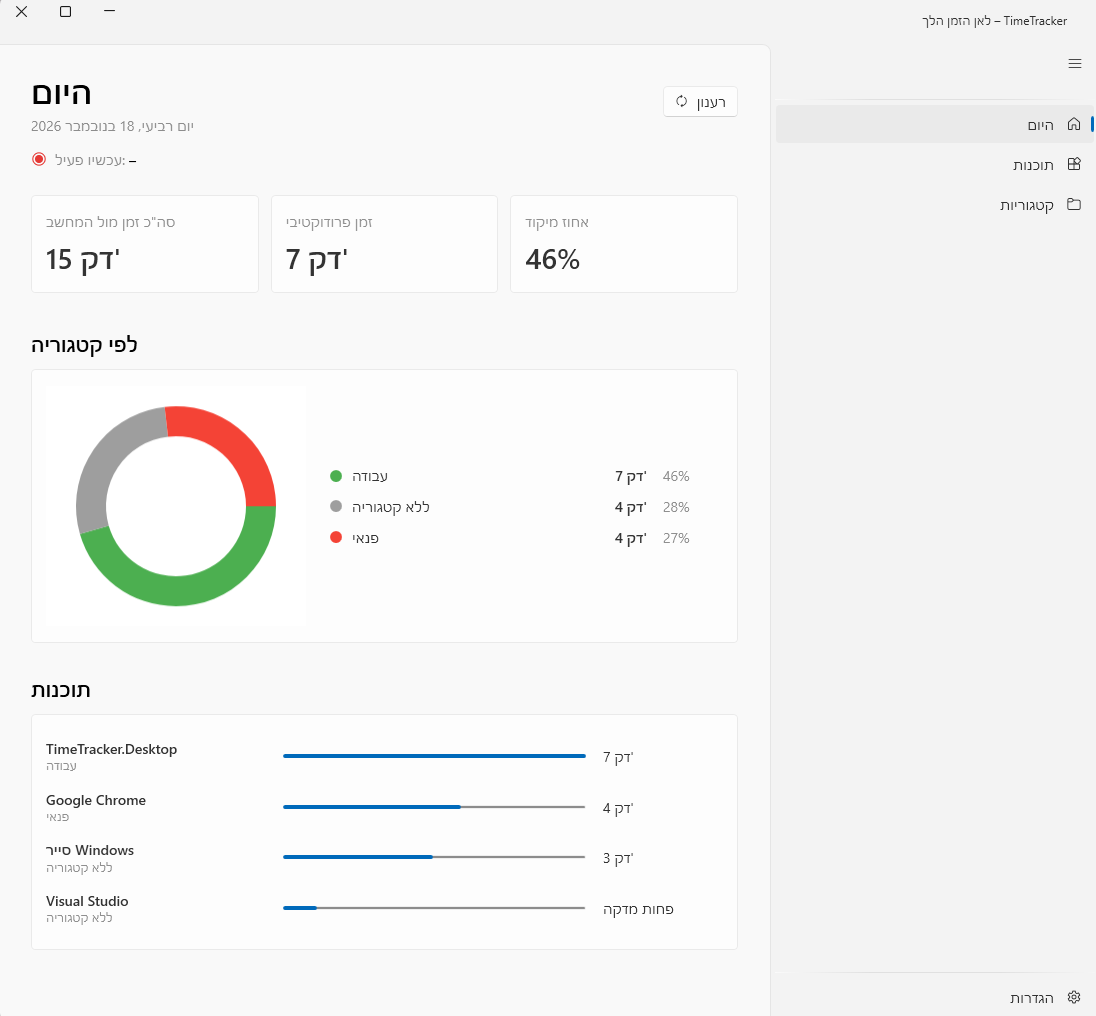 TimeTracker – לאן הזמן הלך
היום
תוכנות
קטגוריות
הגדרות
היום
רענון
יום רביעי, 18 בנובמבר 2026
עכשיו פעיל: –
סה"כ זמן מול המחשב
15 דק'
זמן פרודוקטיבי
7 דק'
אחוז מיקוד
46%
לפי קטגוריה
עבודה 7 דק' 46%
ללא קטגוריה 4 דק' 28%
פנאי 4 דק' 27%
תוכנות
TimeTracker.Desktop
עבודה
7 דק'
Google Chrome
פנאי
4 דק'
סייר Windows
ללא קטגוריה
3 דק'
Visual Studio
ללא קטגוריה
פחות מדקה